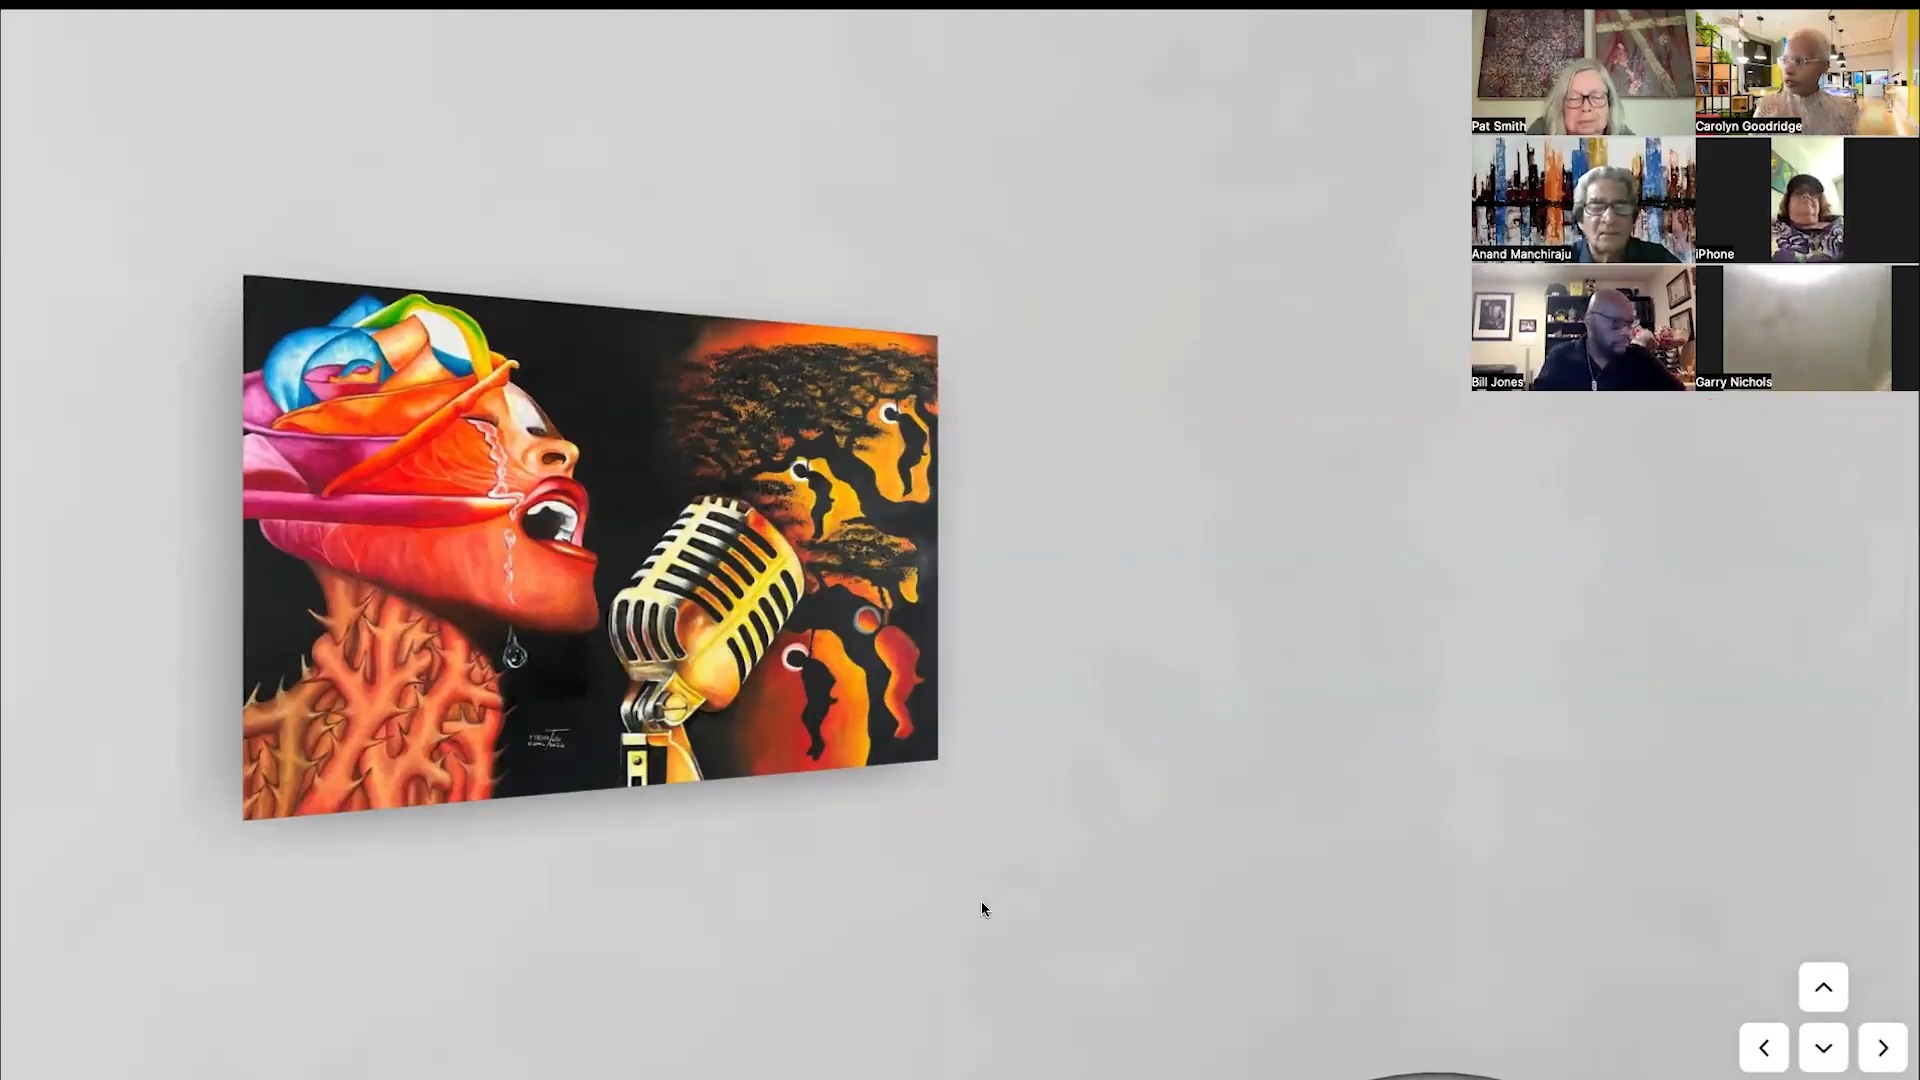 Pat Smith
Carolyn Goodridge
Anand Manchiraju
iPhone
Bill Jones
Garry Nichols